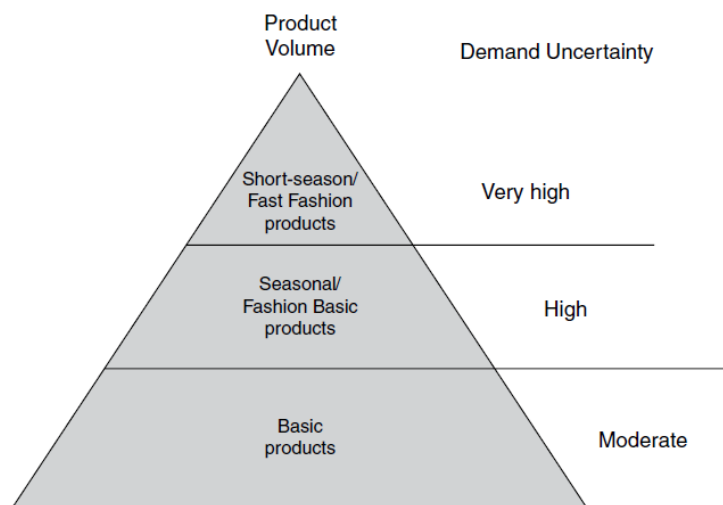 Product
Volume
Demand Uncertainty
Short-season/
Fast Fashion
products
Very high
Seasonal/
Fashion Basic
products
High
Basic
products
Moderate